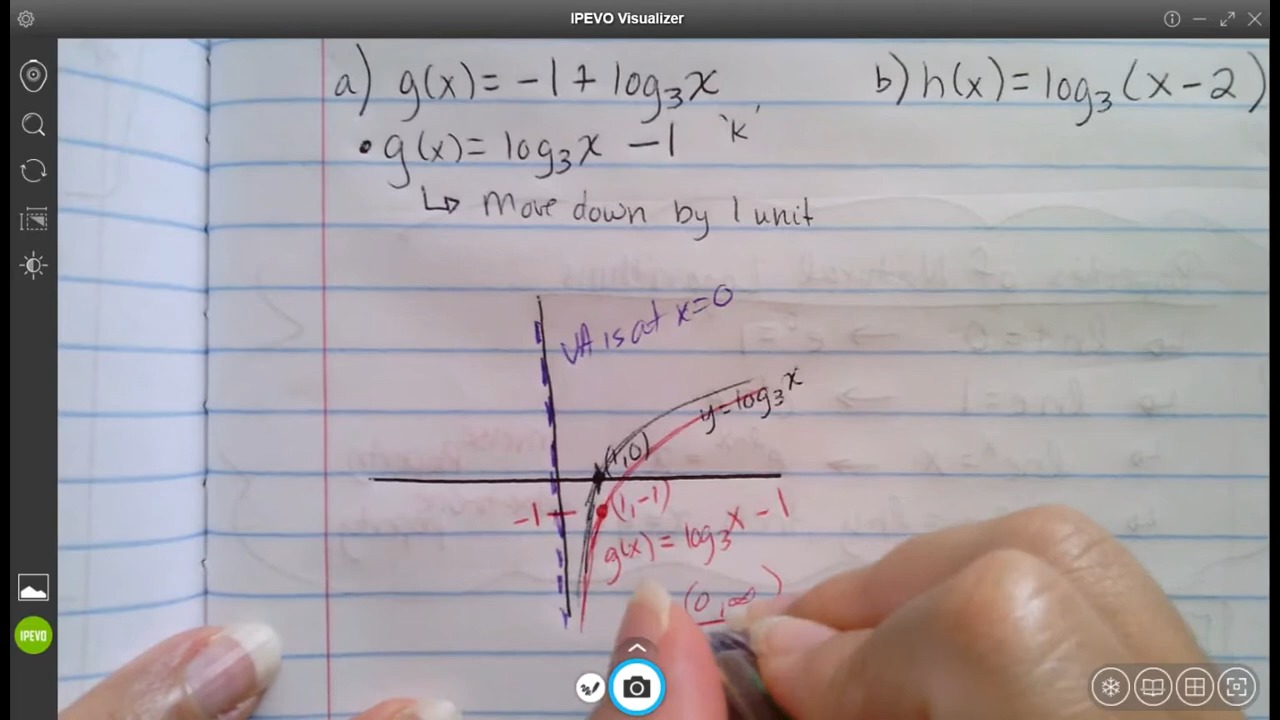 IPEVO Visualizer
a) g(x) = -1 + log₃x
b) h(x) = log₃(x-2)
• g(x) = log₃x -1 'k'
↳ Move down by 1 unit
VA is at x=0
y=log₃x
(1,0)
-1
(1,-1)
g(x) = log₃x - 1
(0,∞)
IPEVO